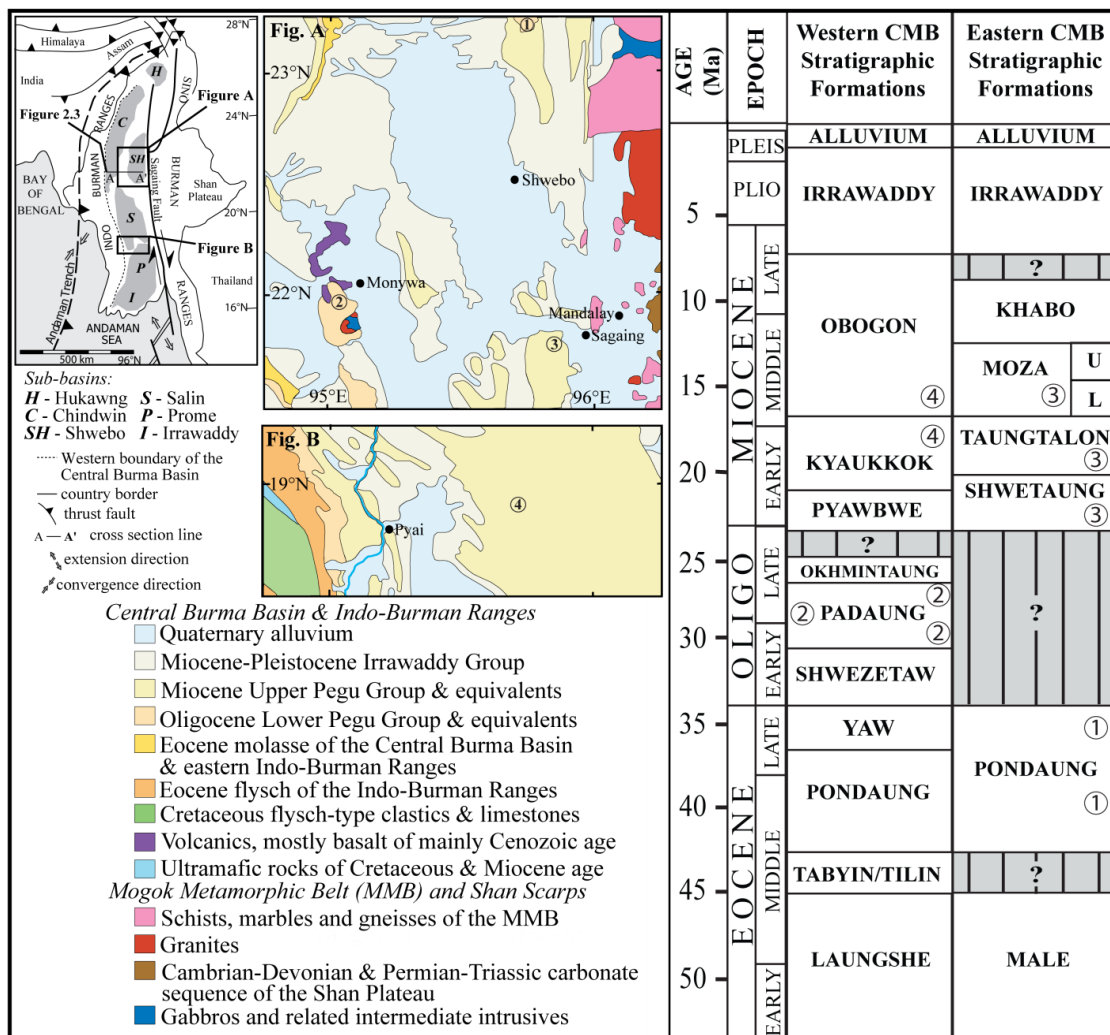 Himalaya
Assam
28°N
India
H
SING
Figure 2.3
RANGES
C
Figure A
24°N
BURMAN
SH
A
A'
Sagaing Fault
BURMAN
Shan
Plateau
BAY
OF
BENGAL
S
20°N
INDO
Figure B
P
Thailand
RANGES
Andaman Trench
I
16°N
ANDAMAN
SEA
500 km
96°N
Sub-basins:
H - Hukawng S - Salin
C - Chindwin P - Prome
SH - Shwebo I - Irrawaddy
Western boundary of the
Central Burma Basin
country border
thrust fault
A — A' cross section line
extension direction
convergence direction
Fig. A
①
23°N
Shwebo
Monywa
22°N
②
Mandalay
Sagaing
③
95°E
96°E
Fig. B
19°N
④
Pyai
Central Burma Basin & Indo-Burman Ranges
Quaternary alluvium
Miocene-Pleistocene Irrawaddy Group
Miocene Upper Pegu Group & equivalents
Oligocene Lower Pegu Group & equivalents
Eocene molasse of the Central Burma Basin
& eastern Indo-Burman Ranges
Eocene flysch of the Indo-Burman Ranges
Cretaceous flysch-type clastics & limestones
Volcanics, mostly basalt of mainly Cenozoic age
Ultramafic rocks of Cretaceous & Miocene age
Mogok Metamorphic Belt (MMB) and Shan Scarps
Schists, marbles and gneisses of the MMB
Granites
Cambrian-Devonian & Permian-Triassic carbonate
sequence of the Shan Plateau
Gabbros and related intermediate intrusives
AGE
(Ma)
EPOCH
Western CMB
Stratigraphic
Formations
Eastern CMB
Stratigraphic
Formations
PLEIS
ALLUVIUM
ALLUVIUM
PLIO
IRRAWADDY
IRRAWADDY
5
MIOCENE
LATE
?
10
OBOGON
KHABO
MIDDLE
MOZA
U
15
④
③
L
EARLY
④
TAUNGTALON
20
KYAUKKOK
③
SHWETAUNG
PYAWBWE
③
OLIGO
LATE
?
25
OKHMINTAUNG
②
② PADAUNG
?
30
②
EARLY
SHWEZETAW
EOCENE
35
LATE
YAW
①
PONDAUNG
PONDAUNG
40
①
MIDDLE
TABYIN/TILIN
?
45
LAUNGSHE
MALE
50
EARLY